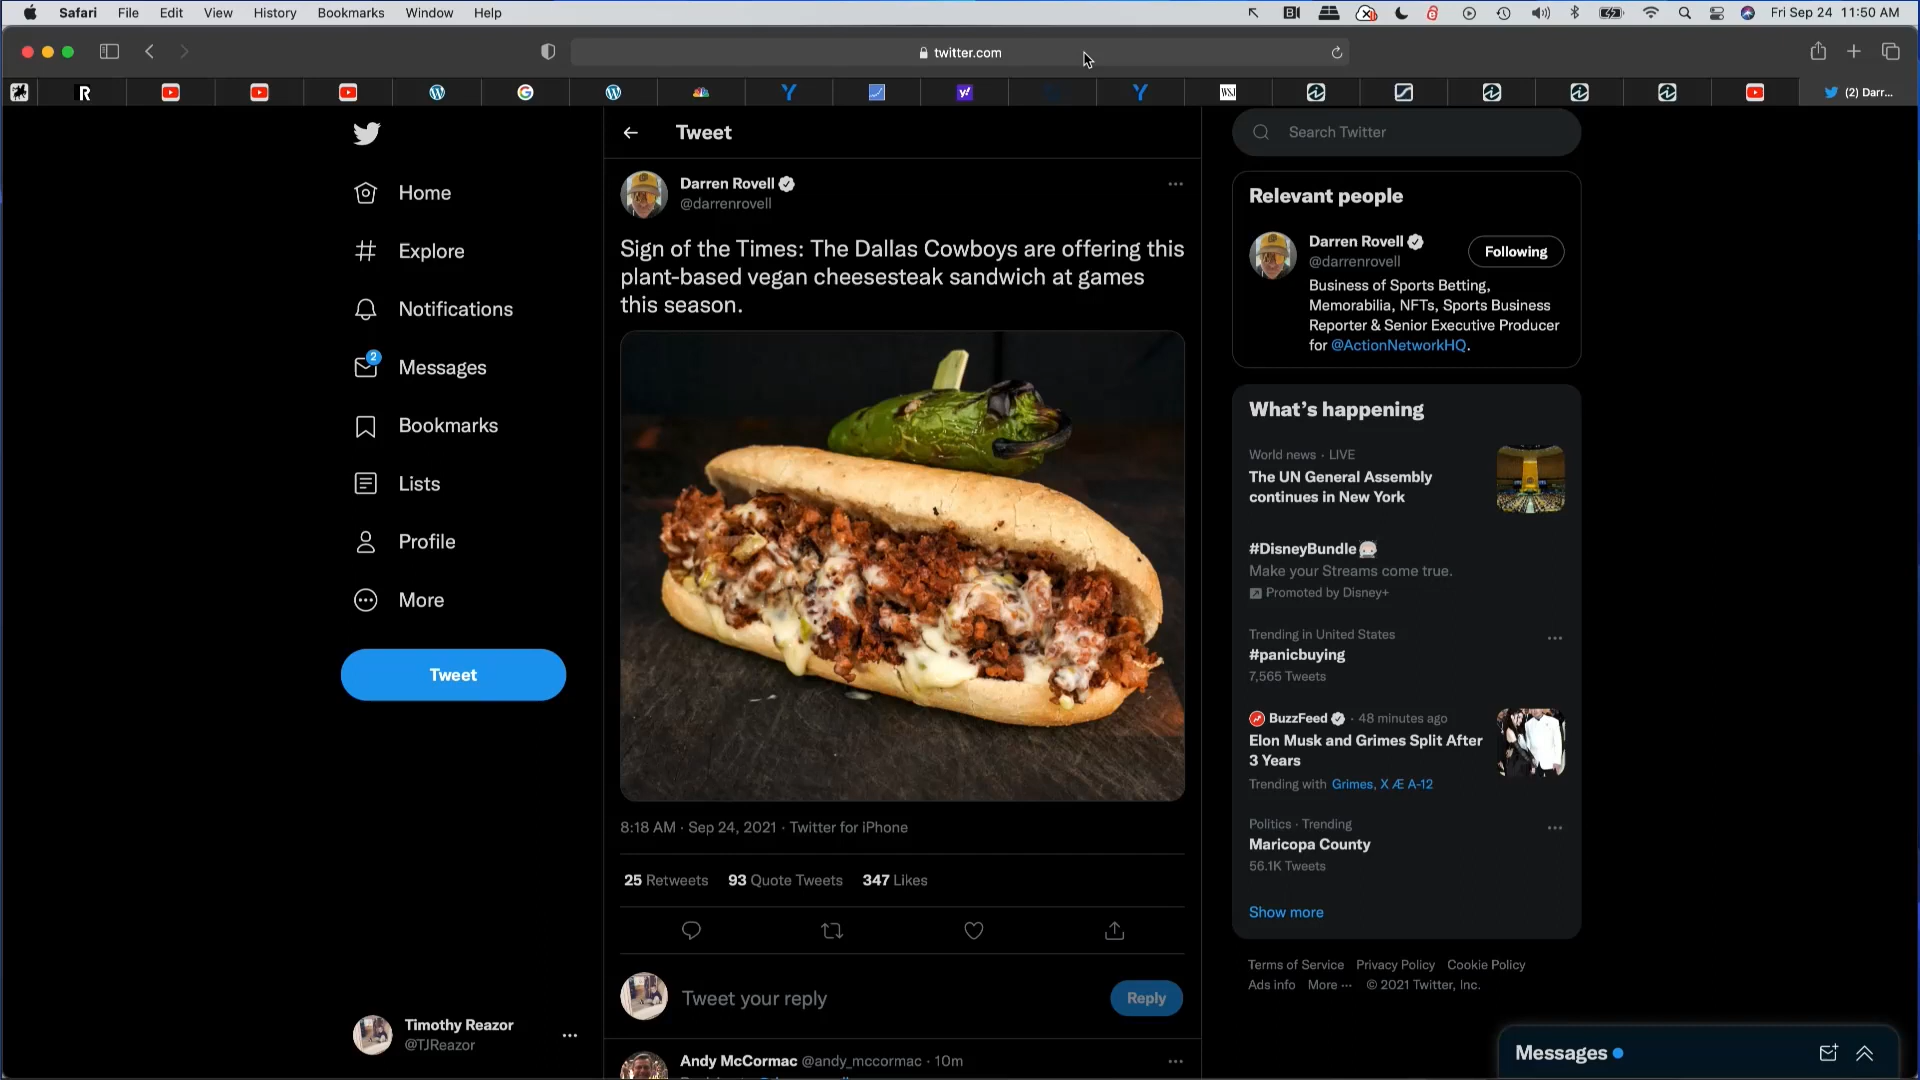 Safari File Edit View History Bookmarks Window Help
Fri Sep 24 11:50 AM
twitter.com
R
WSJ
(2) Darr...
Home
Explore
Notifications
2
Messages
Bookmarks
Lists
Profile
More
Tweet
Timothy Reazor
@TJReazor
Tweet
Darren Rovell
@darrenrovell
Sign of the Times: The Dallas Cowboys are offering this
plant-based vegan cheesesteak sandwich at games
this season.
8:18 AM · Sep 24, 2021 · Twitter for iPhone
25 Retweets 93 Quote Tweets 347 Likes
Tweet your reply
Reply
Andy McCormac @andy_mccormac · 10m
Search Twitter
Relevant people
Darren Rovell
@darrenrovell
Following
Business of Sports Betting,
Memorabilia, NFTs, Sports Business
Reporter & Senior Executive Producer
for @ActionNetworkHQ.
What's happening
World news · LIVE
The UN General Assembly
continues in New York
#DisneyBundle
Make your Streams come true.
Promoted by Disney+
Trending in United States
#panicbuying
7,565 Tweets
BuzzFeed · 48 minutes ago
Elon Musk and Grimes Split After
3 Years
Trending with Grimes, X Æ A-12
Politics · Trending
Maricopa County
56.1K Tweets
Show more
Terms of Service Privacy Policy Cookie Policy
Ads info More ··· © 2021 Twitter, Inc.
Messages